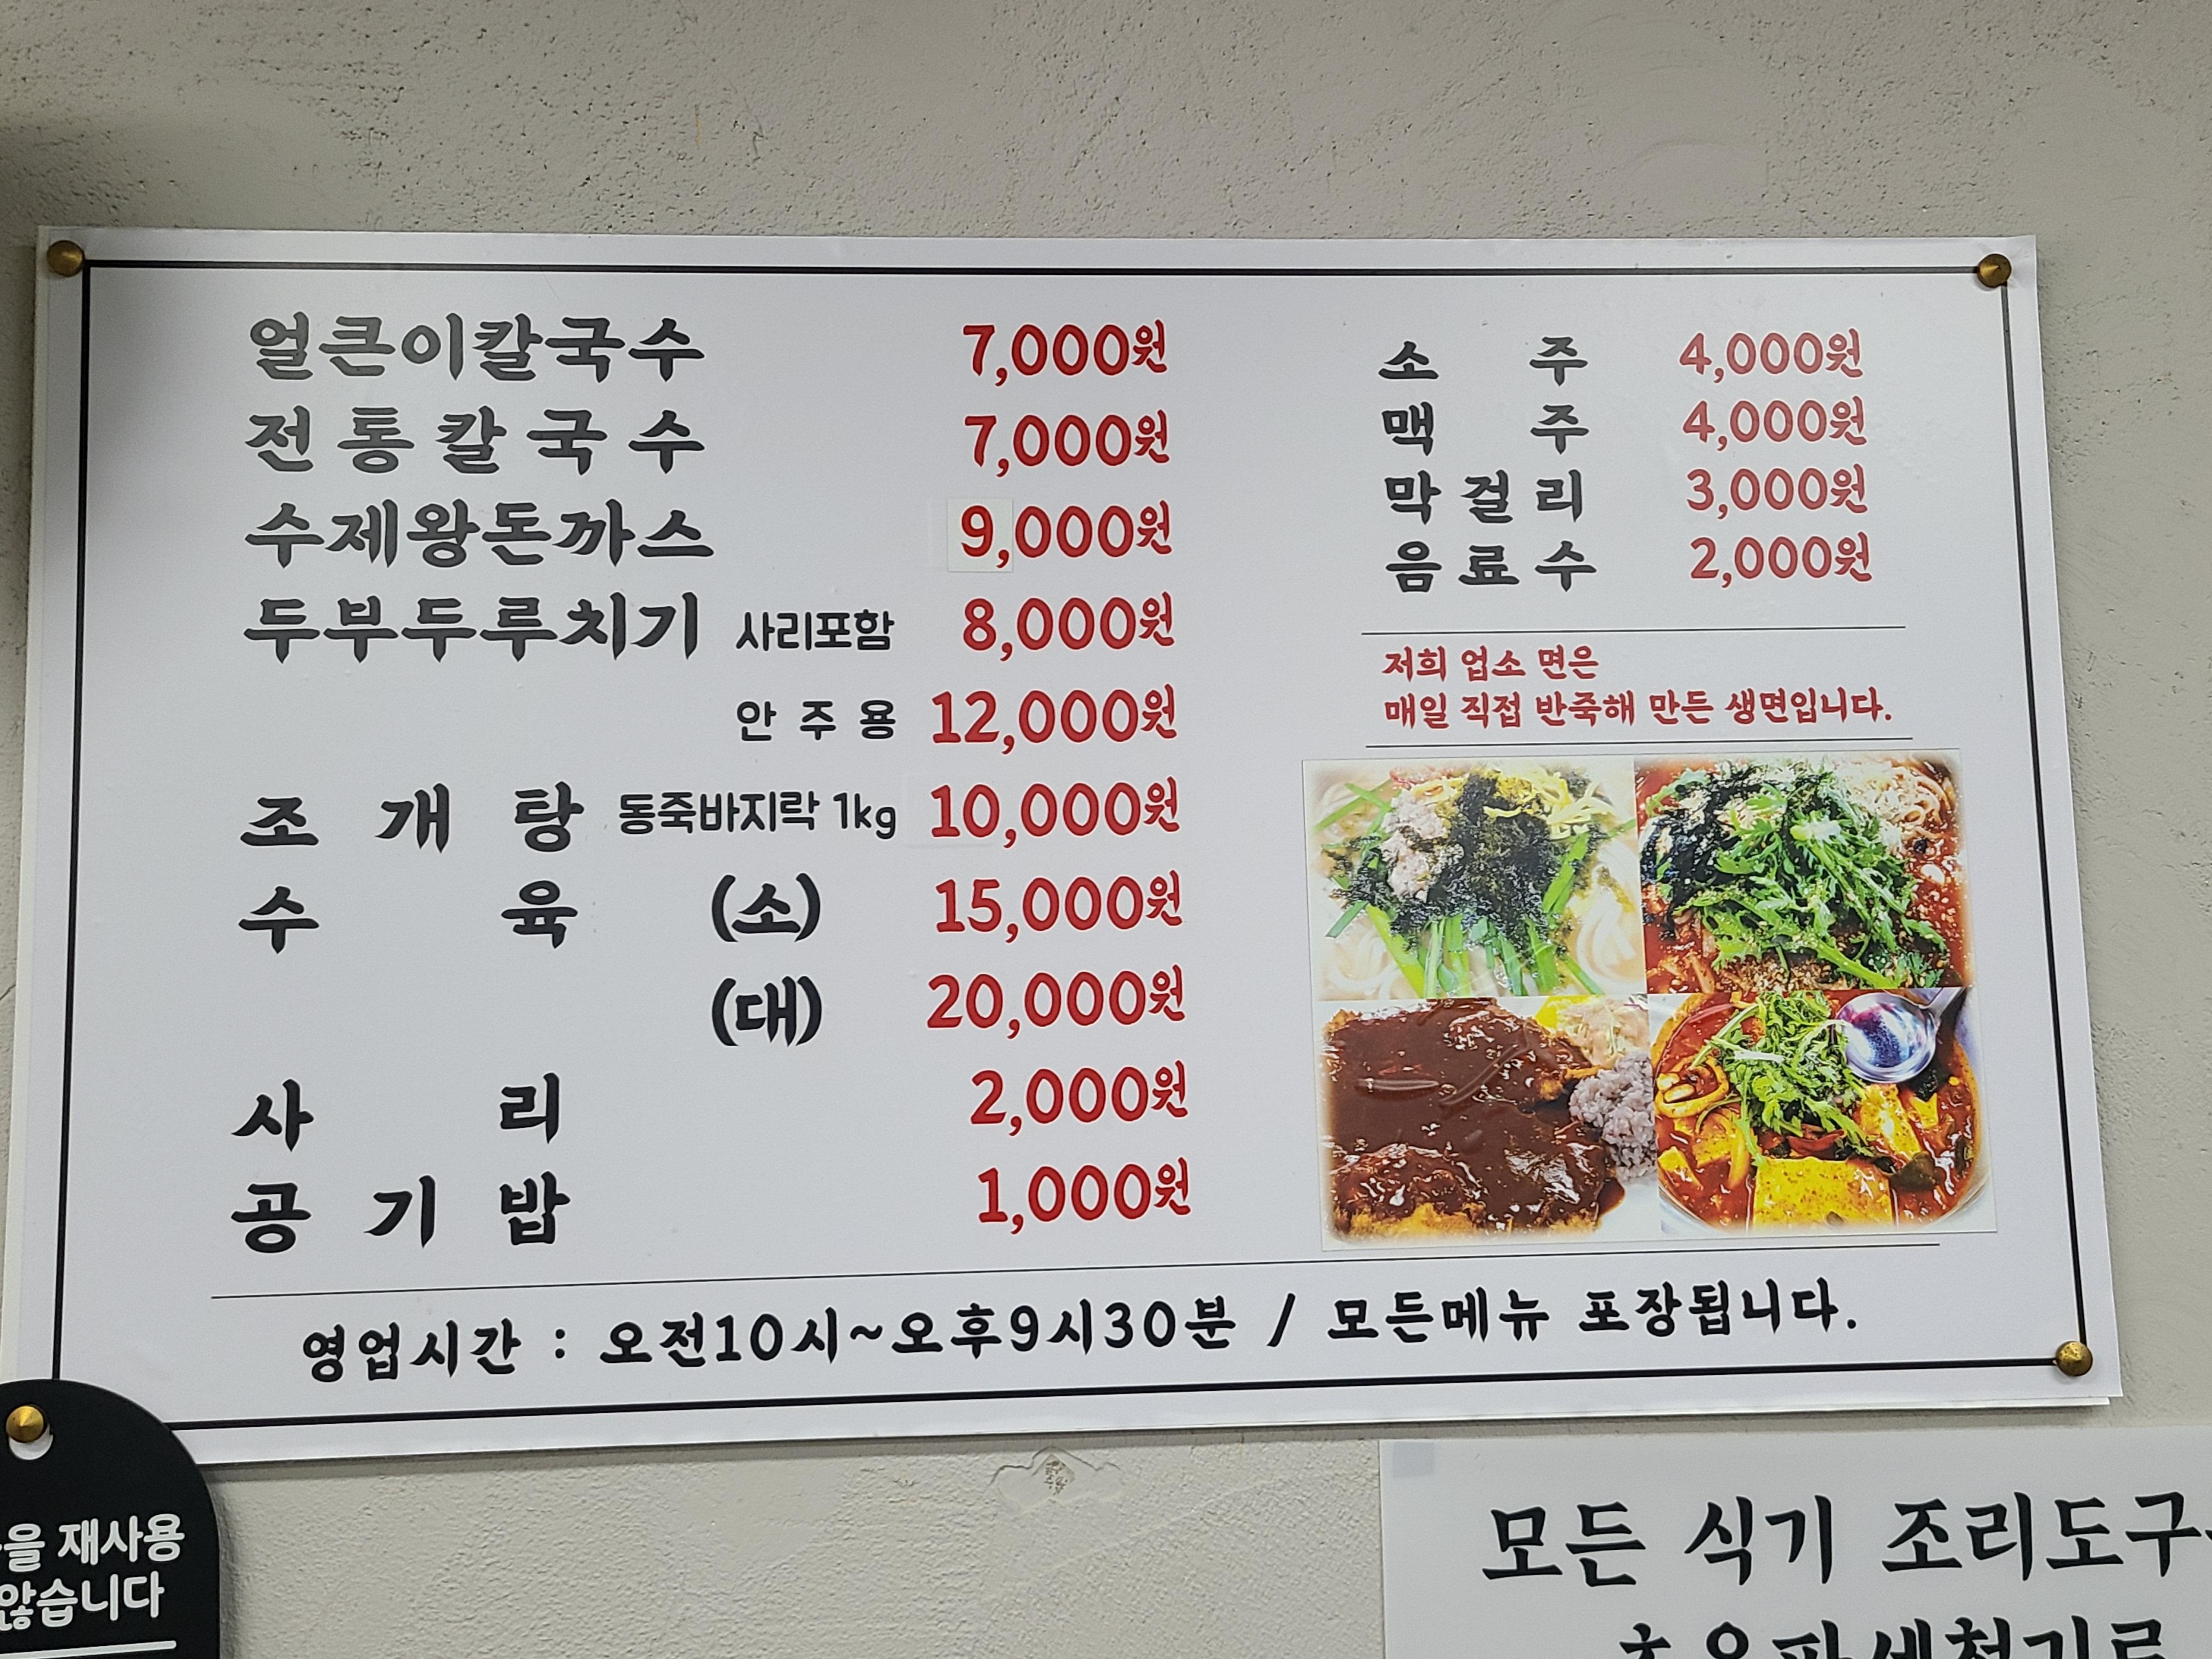 얼큰이칼국수 7,000원
전통칼국수 7,000원
수제왕돈까스 9,000원
두부두루치기 사리포함 8,000원
안주용 12,000원
조개탕 동죽바지락 1kg 10,000원
수육 (소) 15,000원
(대) 20,000원
사리 2,000원
공기밥 1,000원
소주 4,000원
맥주 4,000원
막걸리 3,000원
음료수 2,000원
저희 업소 면은
매일 직접 반죽해 만든 생면입니다.
영업시간 : 오전10시~오후9시30분 / 모든메뉴 포장됩니다.
을 재사용
않습니다
모든 식기 조리도구